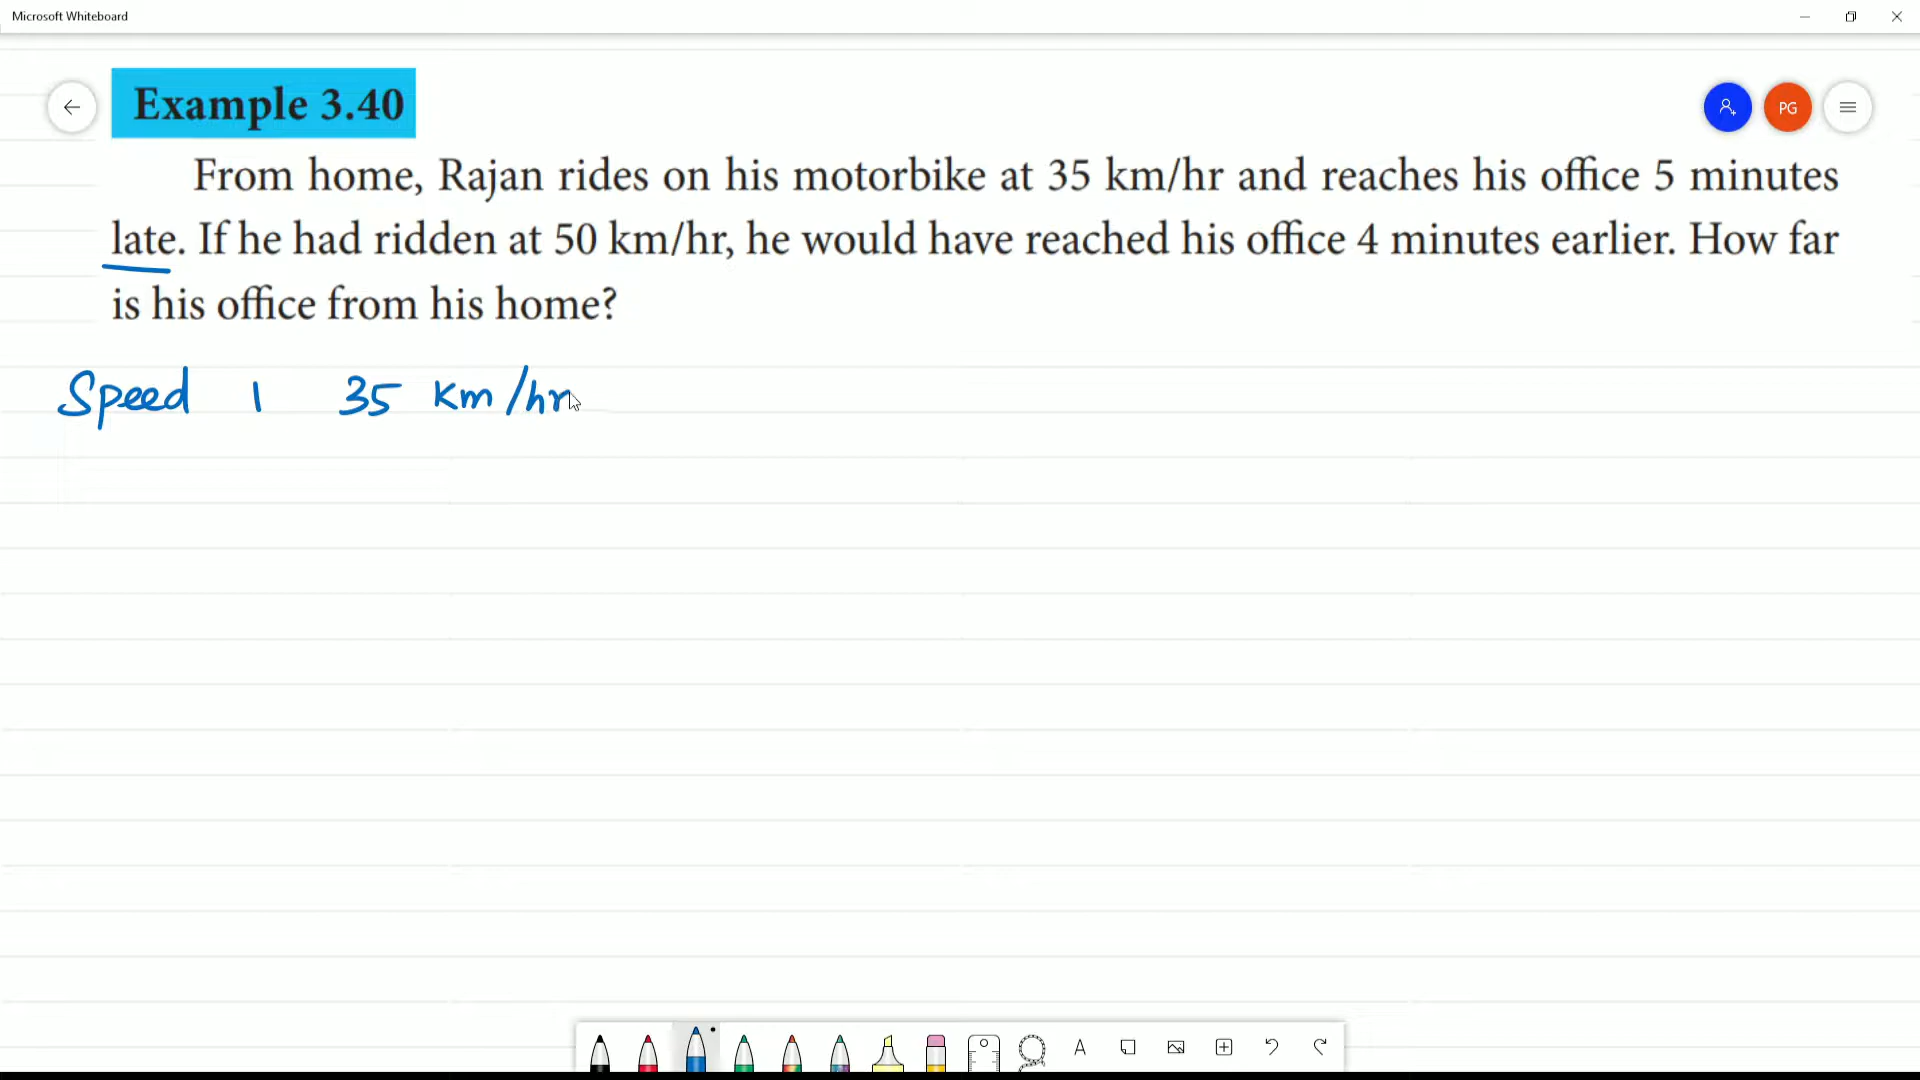 Microsoft Whiteboard
Example 3.40
PG
From home, Rajan rides on his motorbike at 35 km/hr and reaches his office 5 minutes
late. If he had ridden at 50 km/hr, he would have reached his office 4 minutes earlier. How far
is his office from his home?
Speed 1 35 Km/hr
A